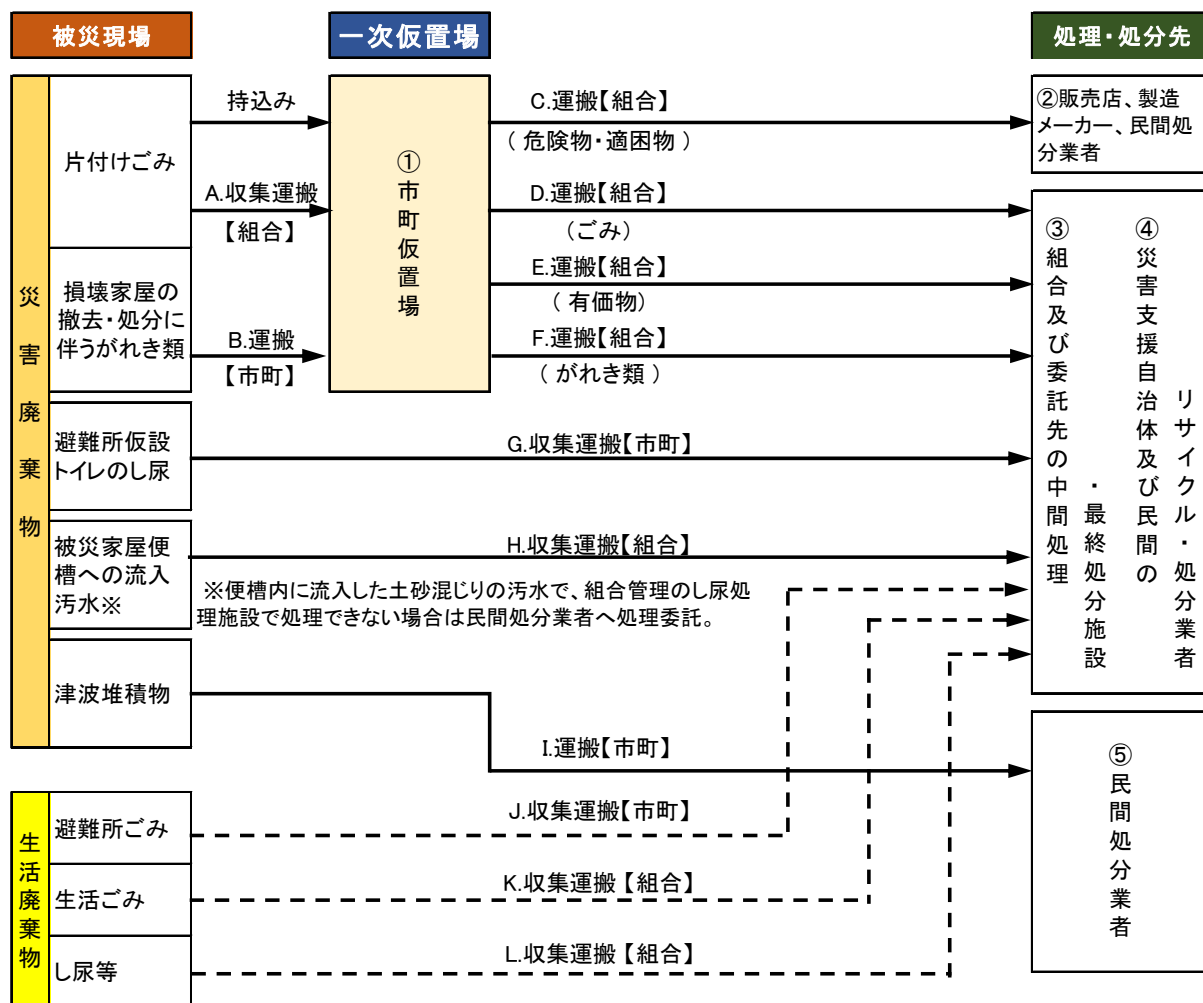 被災現場
一次仮置場
処理・処分先
災害廃棄物
片付けごみ
持込み
A.収集運搬
【組合】
損壊家屋の
撤去・処分に
伴うがれき類
B.運搬
【市町】
①市町仮置場
C.運搬【組合】
( 危険物・適困物 )
D.運搬【組合】
(ごみ)
E.運搬【組合】
( 有価物)
F.運搬【組合】
( がれき類 )
②販売店、製造
メーカー、民間処
分業者
③組合及び委託先の中間処理
・最終処分施設
④災害支援自治体及び民間の
リサイクル・処分業者
避難所仮設
トイレのし尿
G.収集運搬【市町】
被災家屋便
槽への流入
汚水※
H.収集運搬【組合】
※便槽内に流入した土砂混じりの汚水で、組合管理のし尿処
理施設で処理できない場合は民間処分業者へ処理委託。
津波堆積物
I.運搬【市町】
⑤民間処分業者
生活廃棄物
避難所ごみ
J.収集運搬【市町】
生活ごみ
K.収集運搬【組合】
し尿等
L.収集運搬【組合】